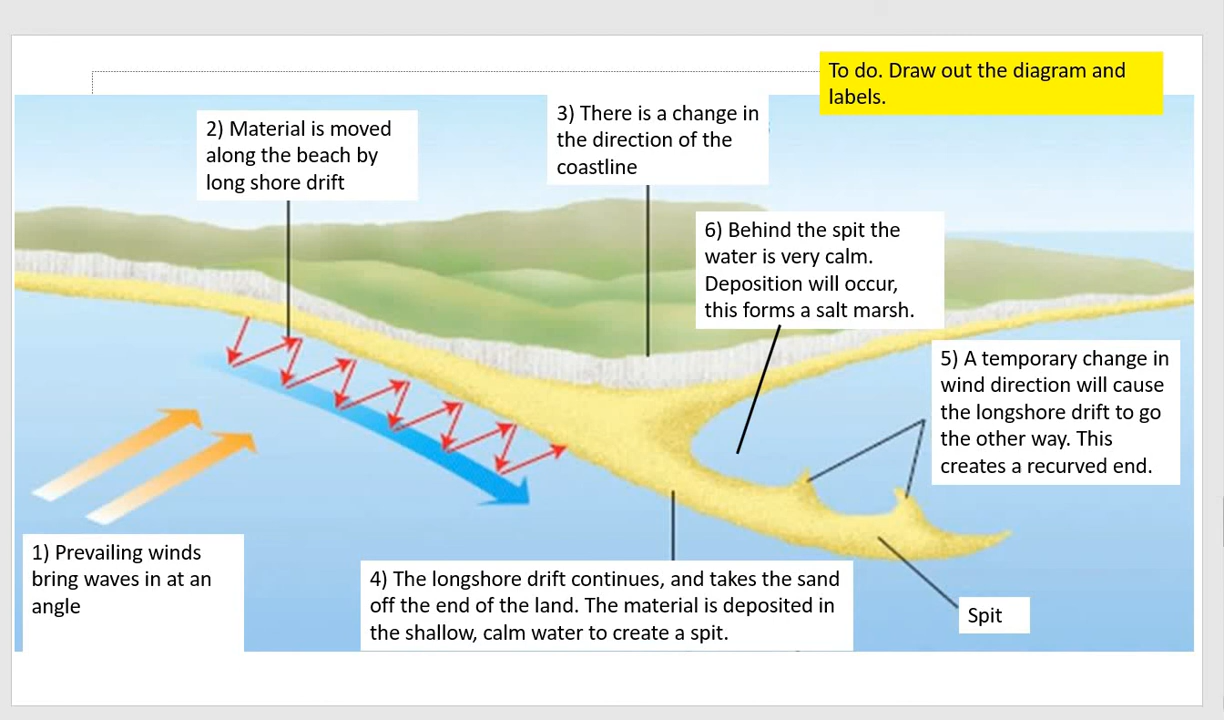 To do. Draw out the diagram and
labels.
2) Material is moved
along the beach by
long shore drift
3) There is a change in
the direction of the
coastline
6) Behind the spit the
water is very calm.
Deposition will occur,
this forms a salt marsh.
5) A temporary change in
wind direction will cause
the longshore drift to go
the other way. This
creates a recurved end.
1) Prevailing winds
bring waves in at an
angle
4) The longshore drift continues, and takes the sand
off the end of the land. The material is deposited in
the shallow, calm water to create a spit.
Spit